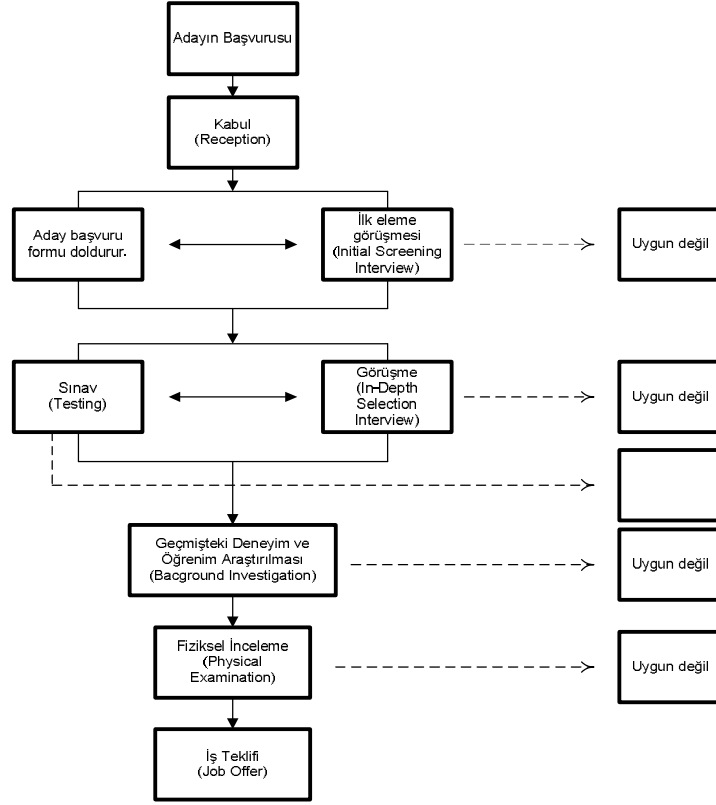 Adayın Başvurusu
Kabul
(Reception)
Aday başvuru
formu doldurur.
İlk eleme
görüşmesi
(Initial Screening
Interview)
Uygun değil
Sınav
(Testing)
Görüşme
(In-Depth
Selection
Interview)
Uygun değil
Geçmişteki Deneyim ve
Öğrenim Araştırılması
(Bacground Investigation)
Uygun değil
Fiziksel İnceleme
(Physical
Examination)
Uygun değil
İş Teklifi
(Job Offer)